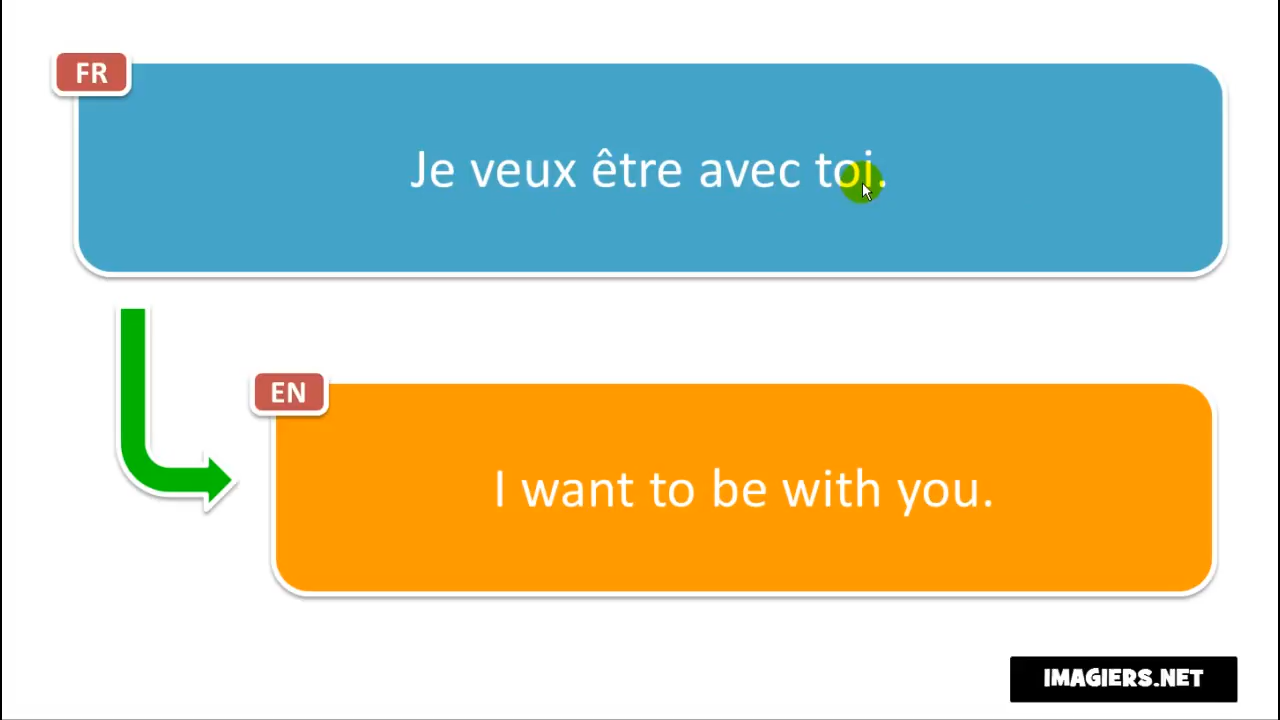 FR
Je veux être avec toi.
EN
I want to be with you.
IMAGIERS.NET